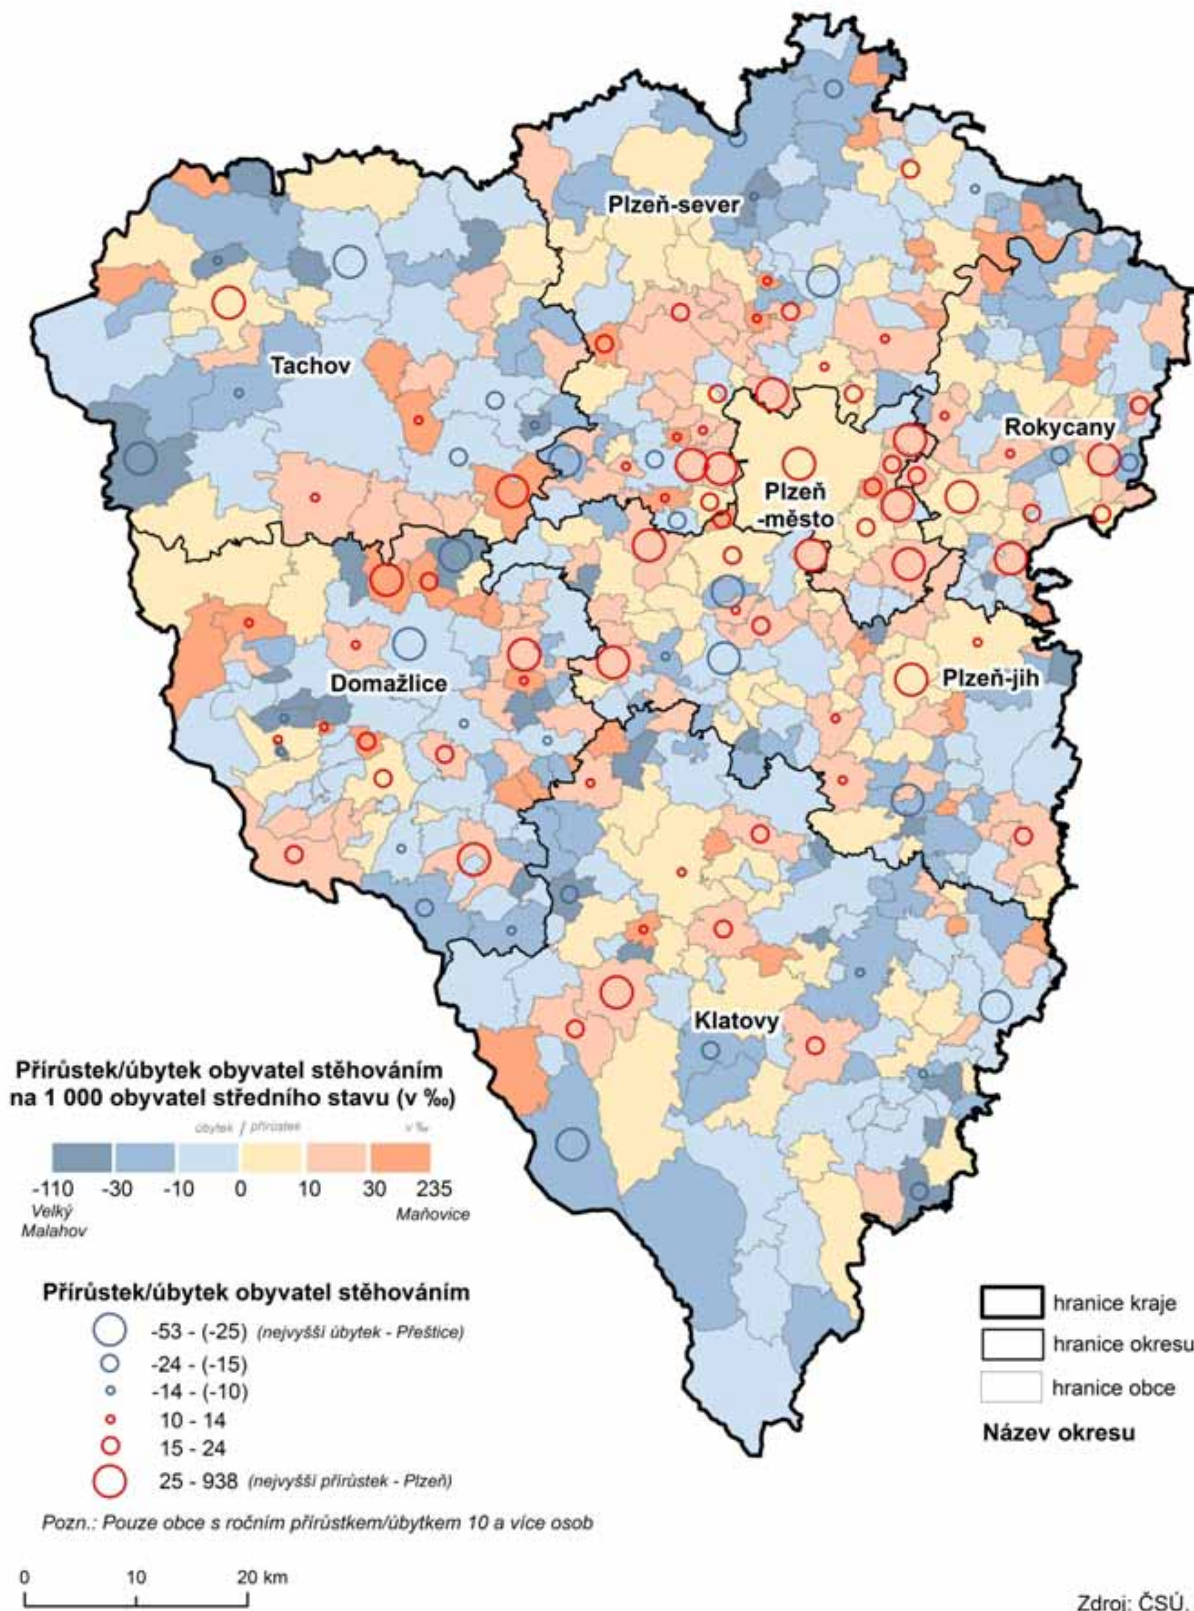 Plzeň-sever
Tachov
Rokycany
Plzeň
-město
Domažlice
Plzeň-jih
Klatovy
Přírůstek/úbytek obyvatel stěhováním
na 1 000 obyvatel středního stavu (v ‰)
úbytek / přírůstek v ‰
-110 -30 -10 0 10 30 235
Velký
Malahov
Maňovice
Přírůstek/úbytek obyvatel stěhováním
-53 - (-25) (nejvyšší úbytek - Přeštice)
-24 - (-15)
-14 - (-10)
10 - 14
15 - 24
25 - 938 (nejvyšší přírůstek - Plzeň)
Pozn.: Pouze obce s ročním přírůstkem/úbytkem 10 a více osob
hranice kraje
hranice okresu
hranice obce
Název okresu
0 10 20 km
Zdroj: ČSÚ.